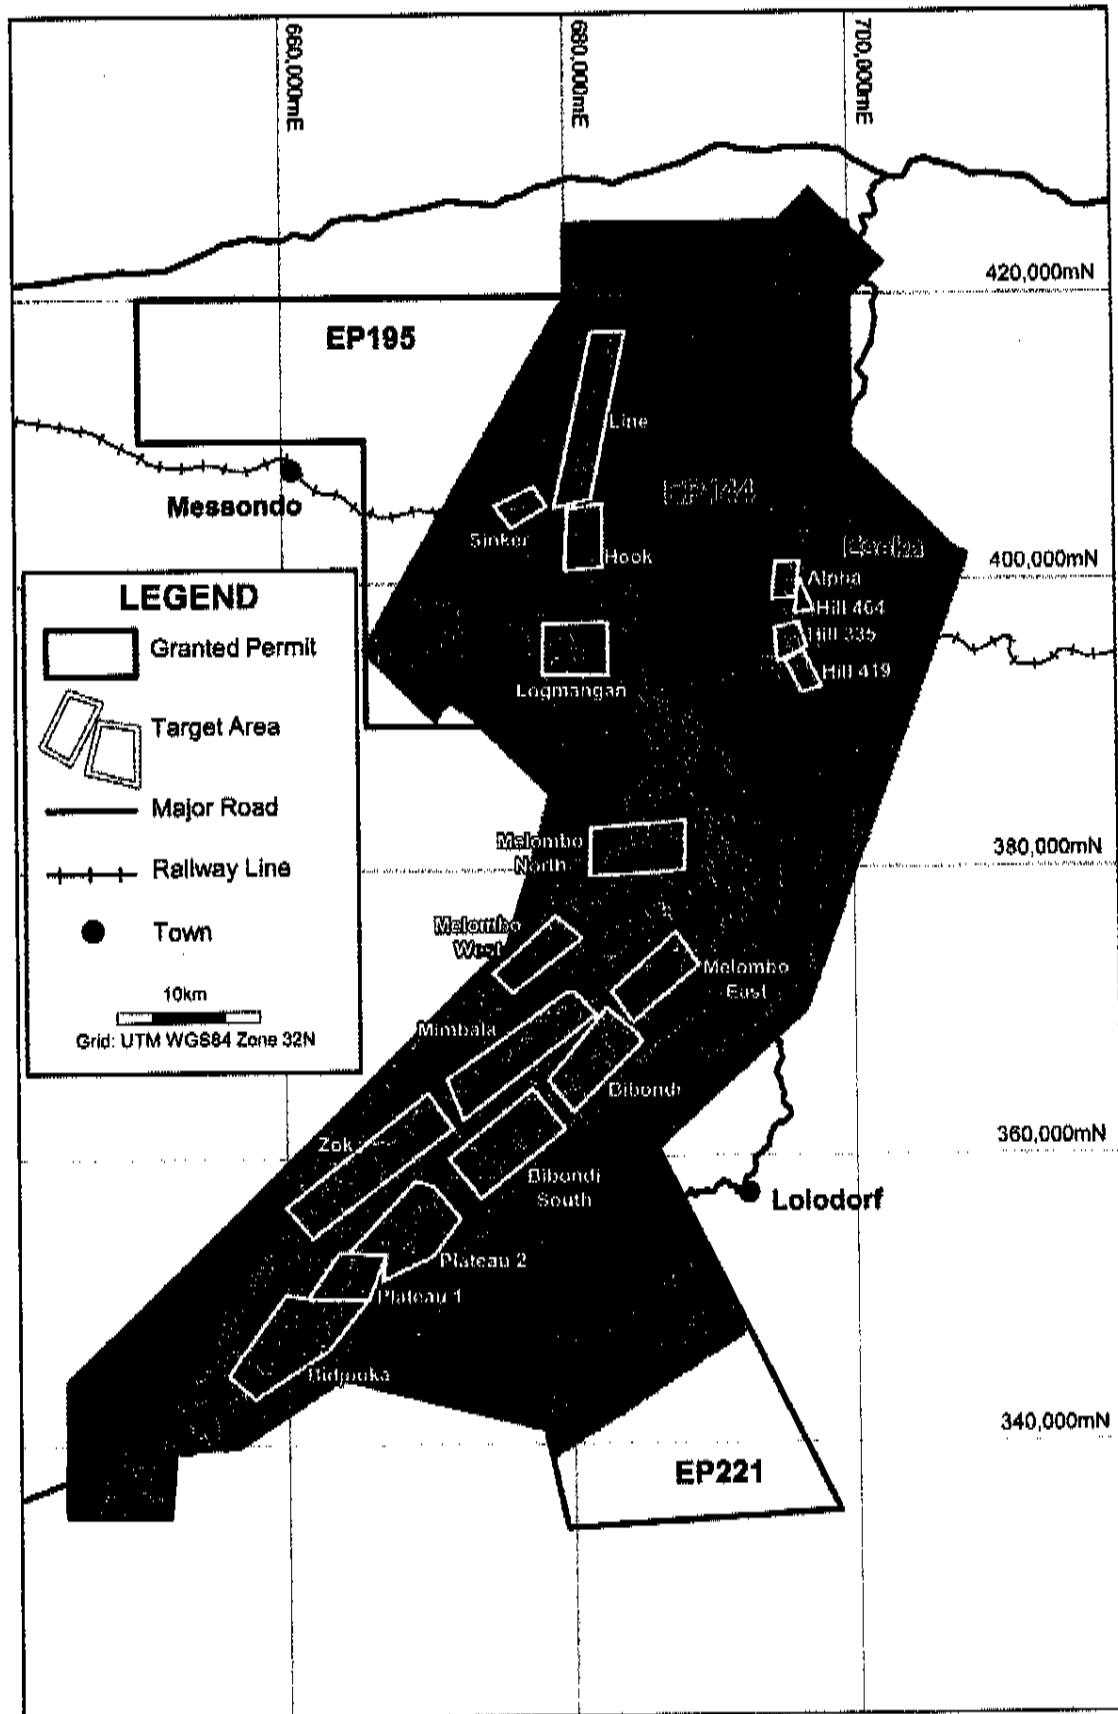 660,000mE
680,000mE
700,000mE
420,000mN
EP195
Line
EP144
Messondo
Sinker
Hook
Eseka
400,000mN
Alpha
Hill 464
Hill 335
Hill 419
Logmangan
LEGEND
Granted Permit
Target Area
Major Road
Railway Line
Town
10km
Grid: UTM WGS84 Zone 32N
Melombo
North
380,000mN
Melombo
West
Melombo
East
Mimbala
Bibondi
Zok
360,000mN
Bibondi
South
Lolodorf
Plateau 2
Plateau 1
Bidjouka
340,000mN
EP221